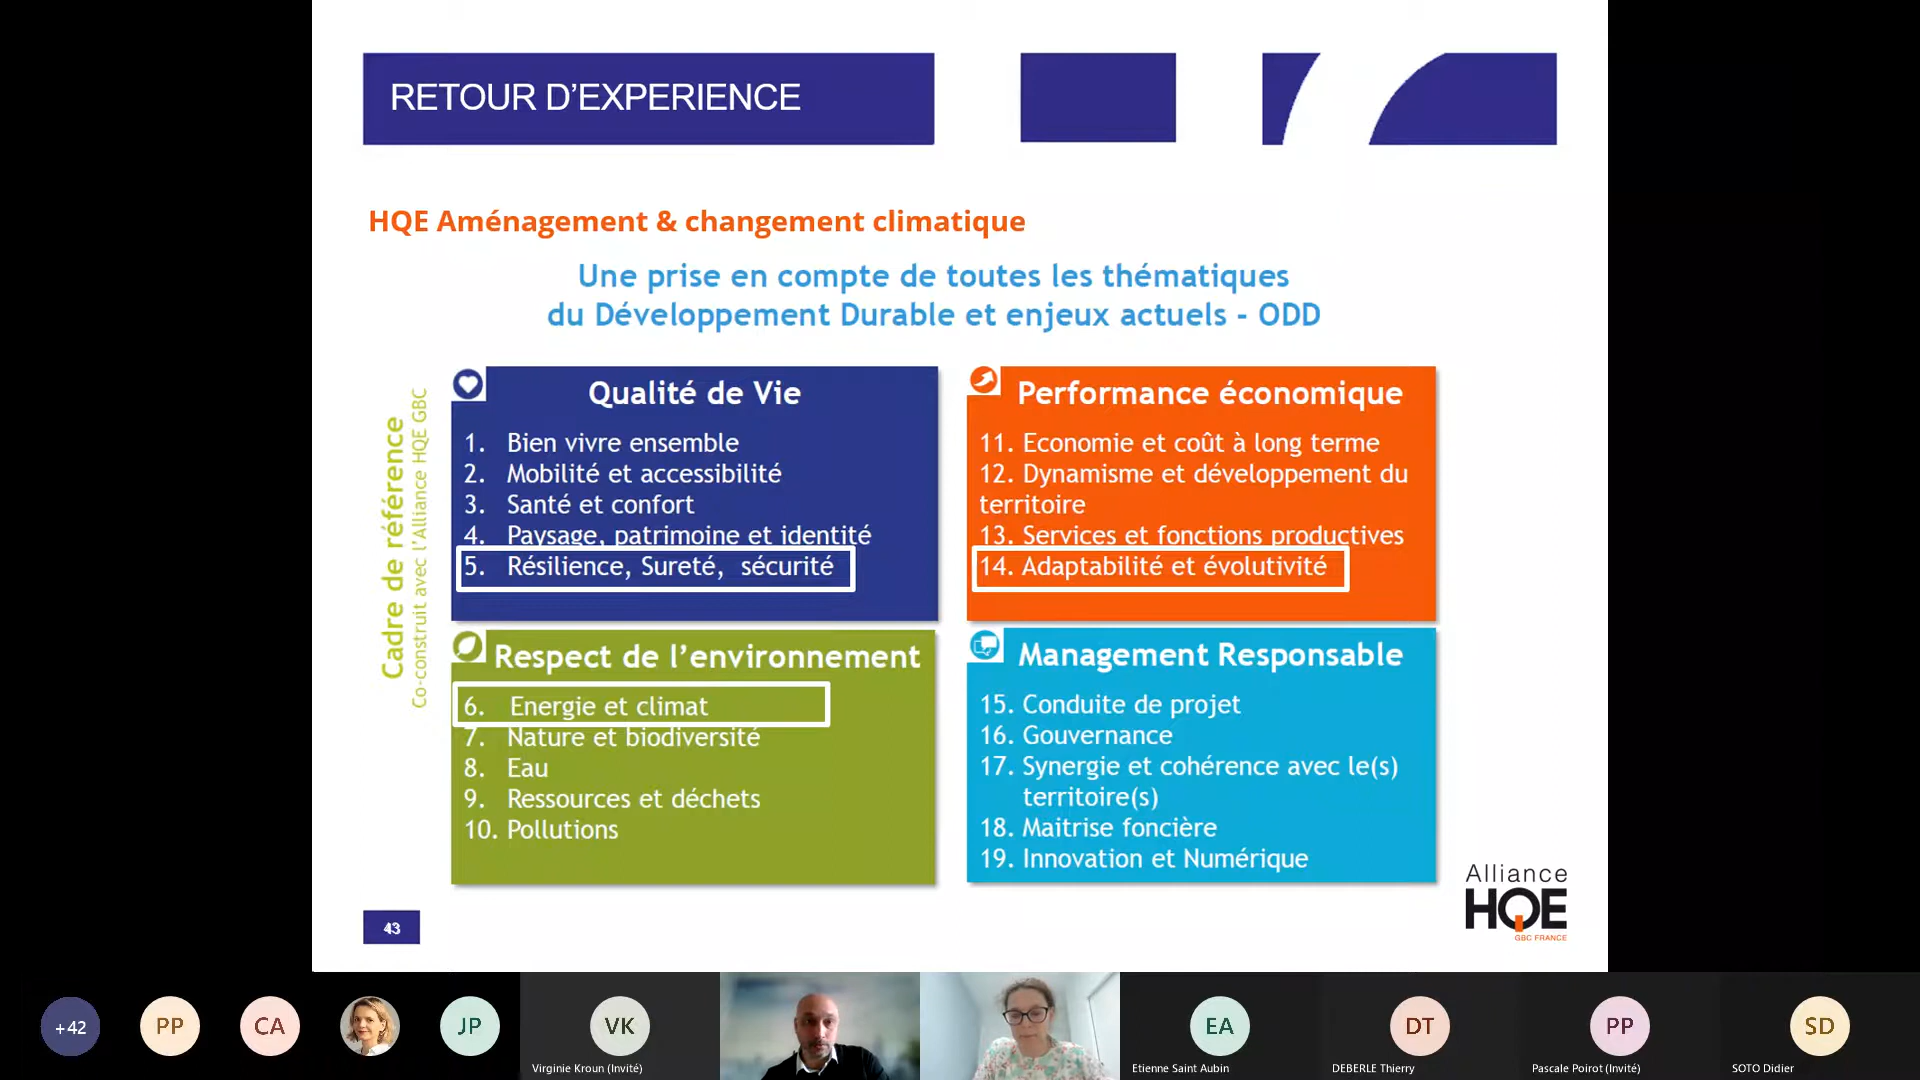 RETOUR D’EXPERIENCE
HQE Aménagement & changement climatique
Une prise en compte de toutes les thématiques
du Développement Durable et enjeux actuels - ODD
Cadre de référence
Co-construit avec l’Alliance HQE GBC
Qualité de Vie
1. Bien vivre ensemble
2. Mobilité et accessibilité
3. Santé et confort
4. Paysage, patrimoine et identité
5. Résilience, Sureté, sécurité
Performance économique
11. Economie et coût à long terme
12. Dynamisme et développement du
territoire
13. Services et fonctions productives
14. Adaptabilité et évolutivité
Respect de l’environnement
6. Energie et climat
7. Nature et biodiversité
8. Eau
9. Ressources et déchets
10. Pollutions
Management Responsable
15. Conduite de projet
16. Gouvernance
17. Synergie et cohérence avec le(s)
territoire(s)
18. Maitrise foncière
19. Innovation et Numérique
Alliance
HQE
GBC FRANCE
43
+42
PP
CA
JP
VK
Virginie Kroun (Invité)
EA
Etienne Saint Aubin
DT
DEBERLE Thierry
PP
Pascale Poirot (Invité)
SD
SOTO Didier